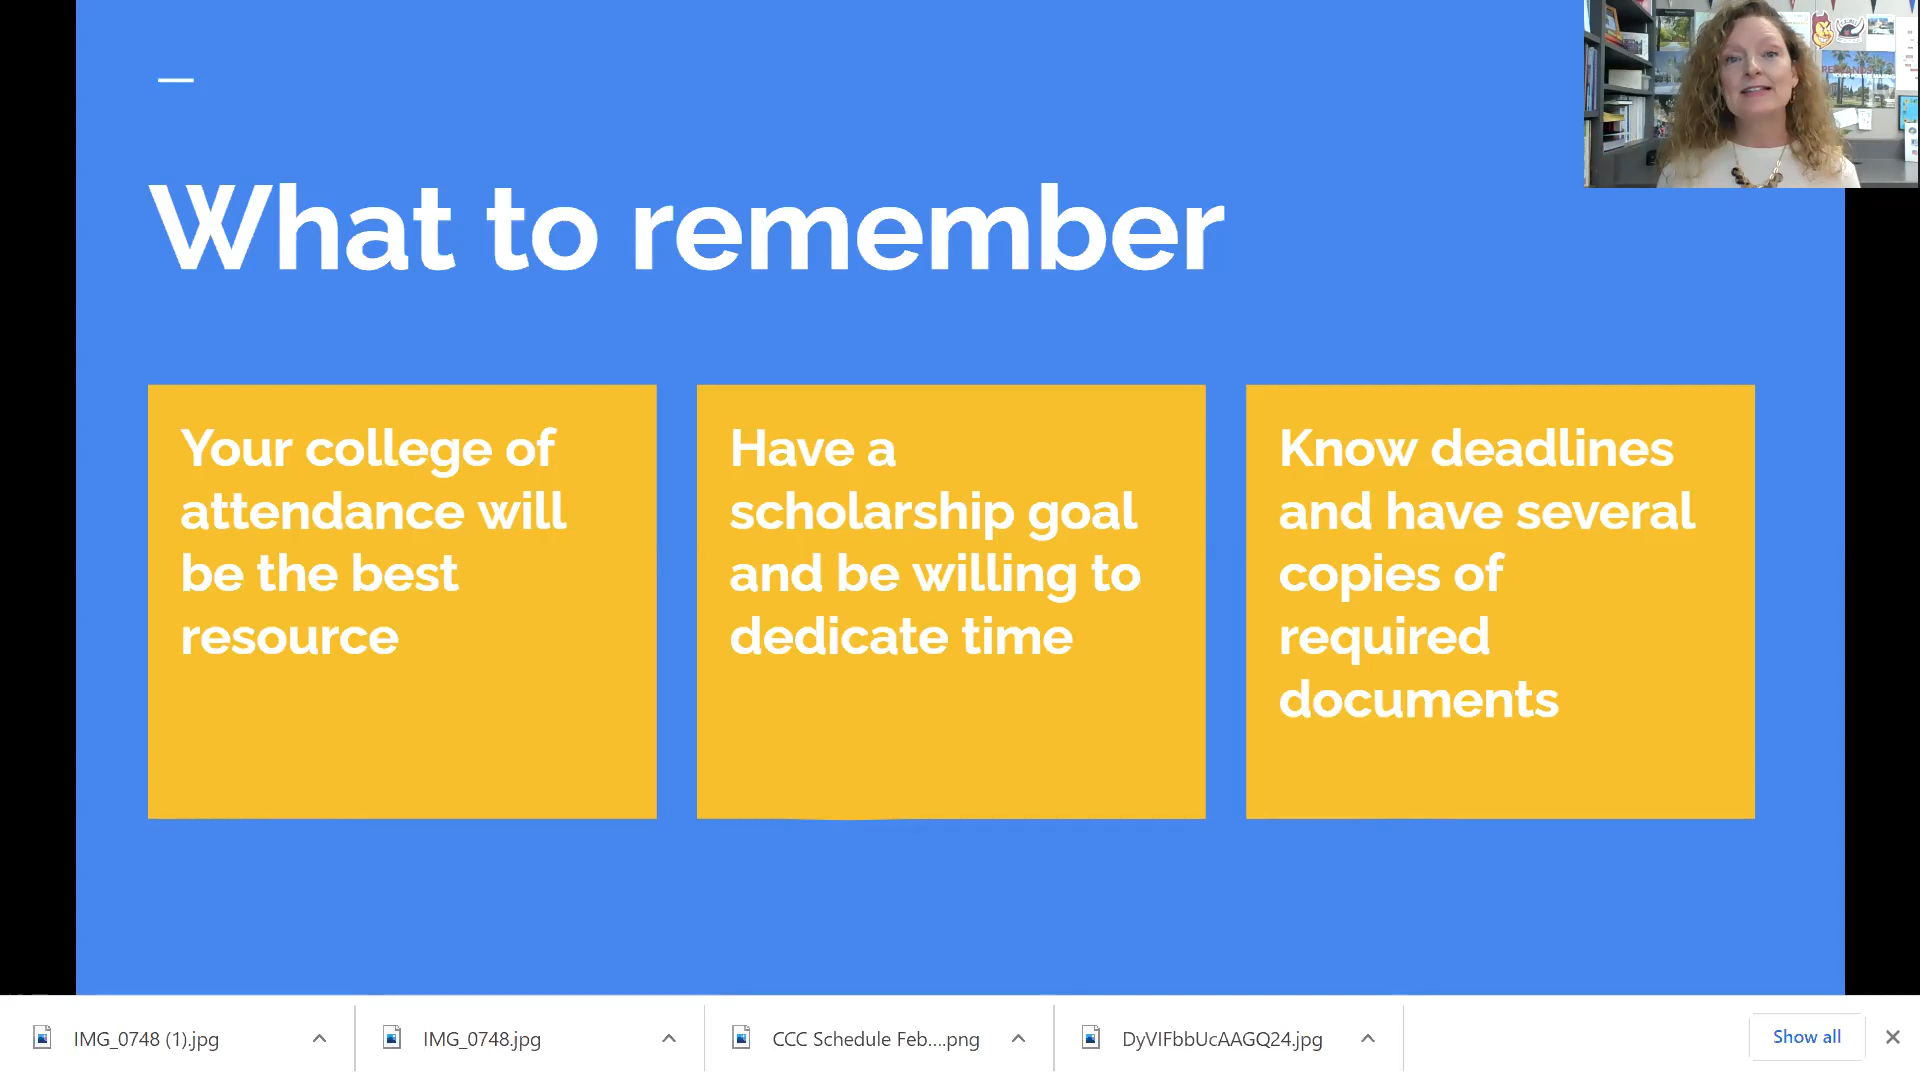 What to remember
Your college of
attendance will
be the best
resource
Have a
scholarship goal
and be willing to
dedicate time
Know deadlines
and have several
copies of
required
documents
IMG_0748 (1).jpg
IMG_0748.jpg
CCC Schedule Feb....png
DyVIFbbUcAAGQ24.jpg
Show all